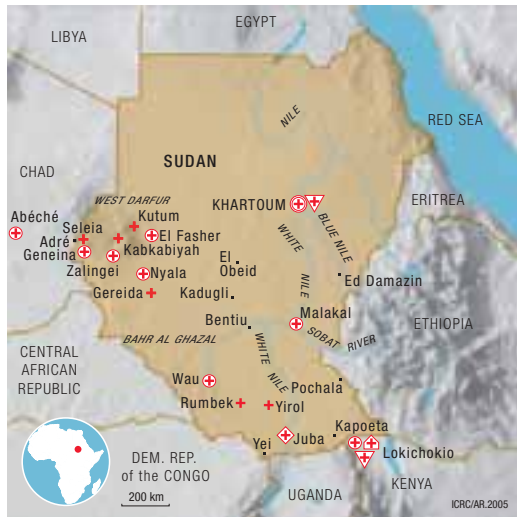 EGYPT
LIBYA
RED SEA
NILE
SUDAN
CHAD
ERITREA
WEST DARFUR
KHARTOUM
Abéché
Kutum
BLUE NILE
Seleia
El Fasher
Adré
WHITE NILE
Geneina
Kabkabiyah
Zalingei
El
Obeid
Nyala
Ed Damazin
Gereida
Kadugli
Malakal
Bentiu
SOBAT RIVER
ETHIOPIA
BAHR AL GHAZAL
CENTRAL
AFRICAN
REPUBLIC
WHITE NILE
Wau
Pochala
Rumbek
Yirol
Kapoeta
Juba
Yei
Lokichokio
DEM. REP.
of the CONGO
KENYA
200 km
UGANDA
ICRC/AR.2005